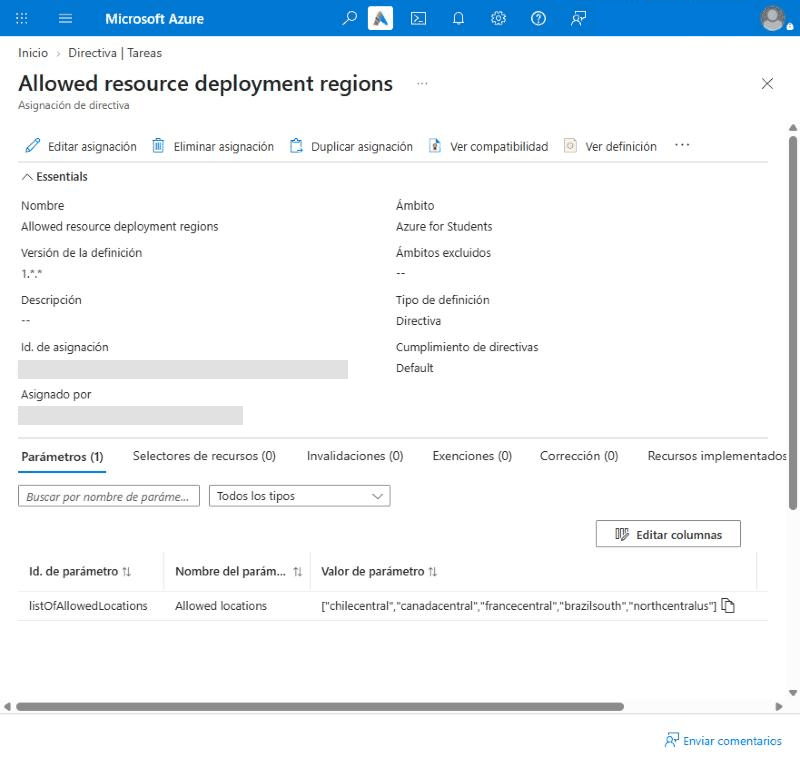 Microsoft Azure
Inicio > Directiva | Tareas
Allowed resource deployment regions ...
Asignación de directiva
Editar asignación Eliminar asignación Duplicar asignación Ver compatibilidad Ver definición ...
Essentials
Nombre
Allowed resource deployment regions
Ámbito
Azure for Students
Versión de la definición
1.*.*
Ámbitos excluidos
--
Descripción
--
Tipo de definición
Directiva
Id. de asignación
Cumplimiento de directivas
Default
Asignado por
Parámetros (1) Selectores de recursos (0) Invalidaciones (0) Exenciones (0) Corrección (0) Recursos implementados
Buscar por nombre de paráme... Todos los tipos
Editar columnas
Id. de parámetro Nombre del parám... Valor de parámetro
listOfAllowedLocations Allowed locations ["chilecentral","canadacentral","francecentral","brazilsouth","northcentralus"]
Enviar comentarios